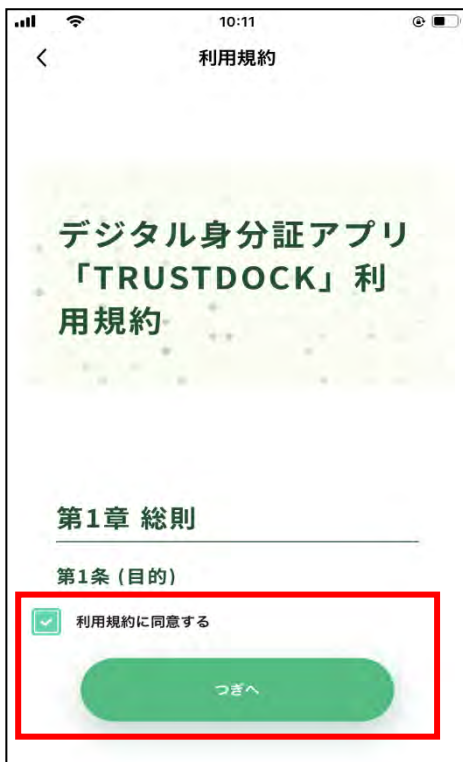 10:11
利用規約
デジタル身分証アプリ
「TRUSTDOCK」利
用規約
第1章 総則
第1条 (目的)
利用規約に同意する
つぎへ